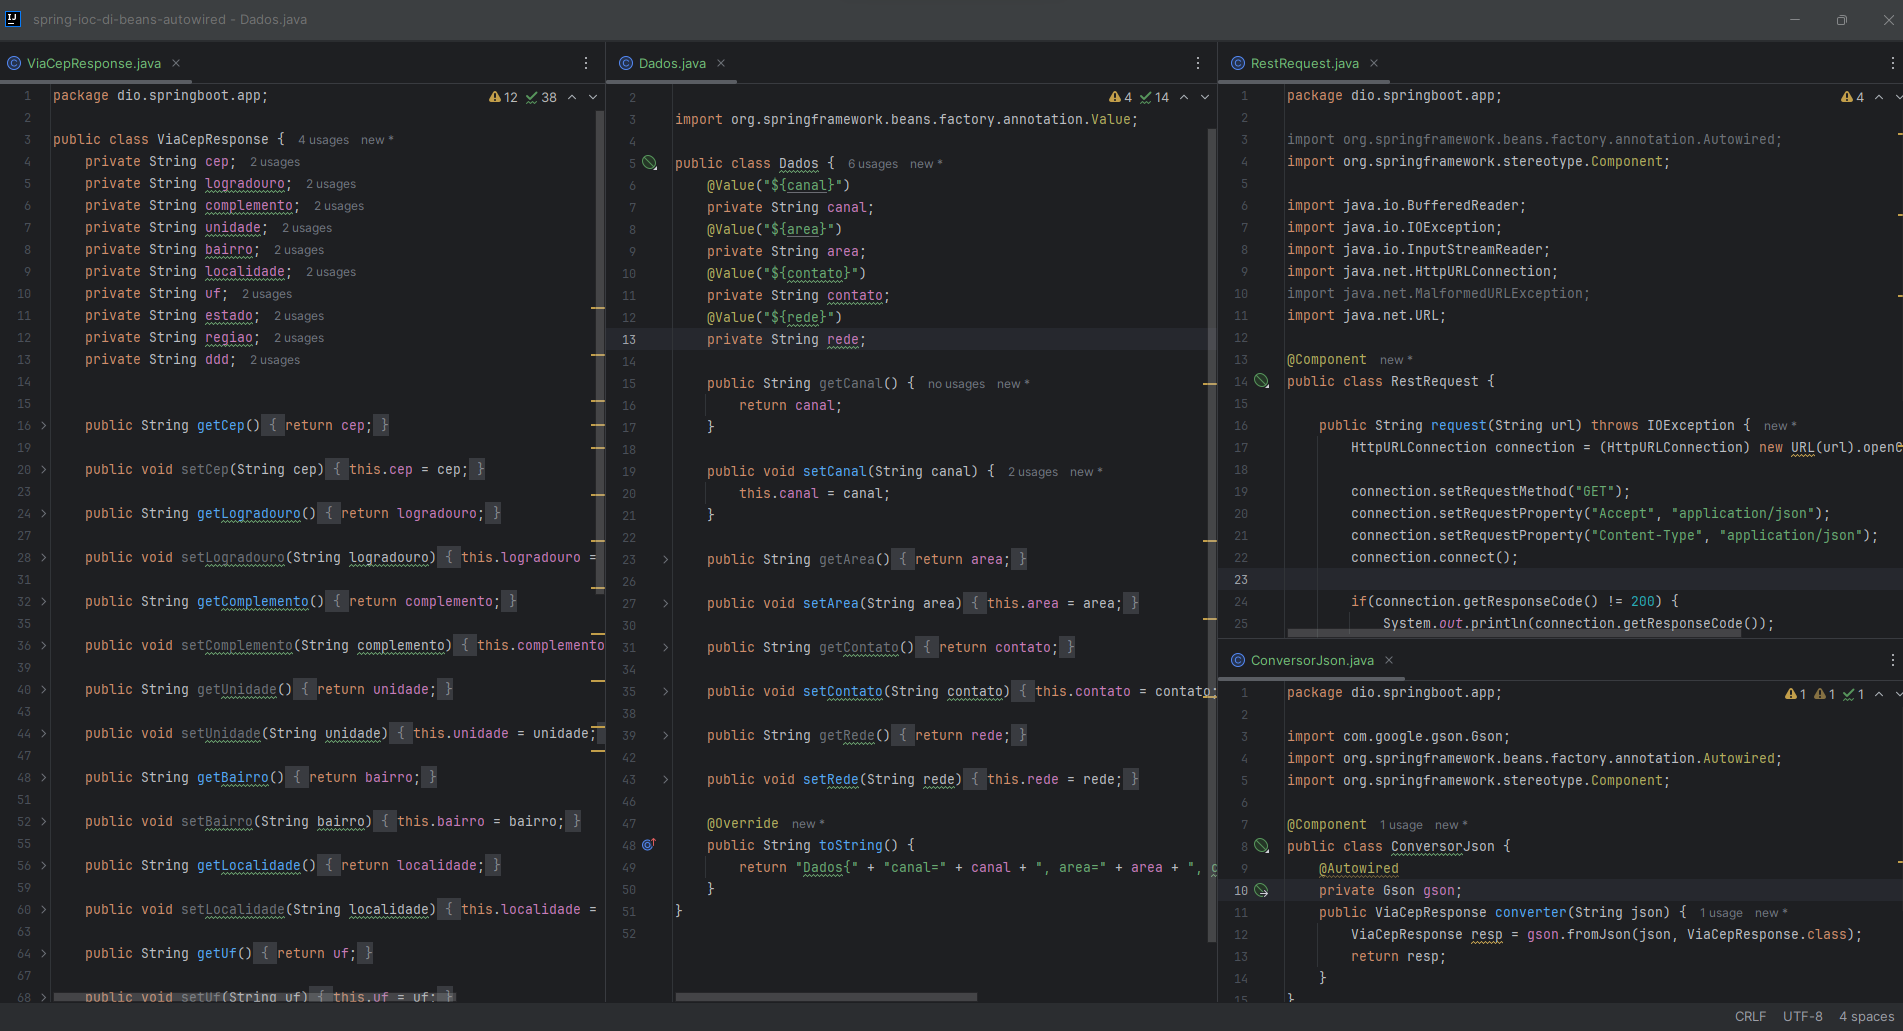 spring-ioc-di-beans-autowired - Dados.java
ViaCepResponse.java
12 38
1 package dio.springboot.app;
2
3 public class ViaCepResponse { 4 usages new *
4 private String cep; 2 usages
5 private String logradouro; 2 usages
6 private String complemento; 2 usages
7 private String unidade; 2 usages
8 private String bairro; 2 usages
9 private String localidade; 2 usages
10 private String uf; 2 usages
11 private String estado; 2 usages
12 private String regiao; 2 usages
13 private String ddd; 2 usages
14
15
16 public String getCep() { return cep; }
19
20 public void setCep(String cep) { this.cep = cep; }
23
24 public String getLogradouro() { return logradouro; }
27
28 public void setLogradouro(String logradouro) { this.logradouro =
31
32 public String getComplemento() { return complemento; }
35
36 public void setComplemento(String complemento) { this.complemento
39
40 public String getUnidade() { return unidade; }
43
44 public void setUnidade(String unidade) { this.unidade = unidade;
47
48 public String getBairro() { return bairro; }
51
52 public void setBairro(String bairro) { this.bairro = bairro; }
55
56 public String getLocalidade() { return localidade; }
59
60 public void setLocalidade(String localidade) { this.localidade =
63
64 public String getUf() { return uf; }
67
68 public void setUf(String uf) { this.uf = uf; }
Dados.java
4 14
2
3 import org.springframework.beans.factory.annotation.Value;
4
5 public class Dados { 6 usages new *
6 @Value("${canal}")
7 private String canal;
8 @Value("${area}")
9 private String area;
10 @Value("${contato}")
11 private String contato;
12 @Value("${rede}")
13 private String rede;
14
15 public String getCanal() { no usages new *
16 return canal;
17 }
18
19 public void setCanal(String canal) { 2 usages new *
20 this.canal = canal;
21 }
22
23 public String getArea() { return area; }
26
27 public void setArea(String area) { this.area = area; }
30
31 public String getContato() { return contato; }
34
35 public void setContato(String contato) { this.contato = contato;
38
39 public String getRede() { return rede; }
42
43 public void setRede(String rede) { this.rede = rede; }
46
47 @Override new *
48 public String toString() {
49 return "Dados{" + "canal=" + canal + ", area=" + area + ", c
50 }
51 }
52
RestRequest.java
4
1 package dio.springboot.app;
2
3 import org.springframework.beans.factory.annotation.Autowired;
4 import org.springframework.stereotype.Component;
5
6 import java.io.BufferedReader;
7 import java.io.IOException;
8 import java.io.InputStreamReader;
9 import java.net.HttpURLConnection;
10 import java.net.MalformedURLException;
11 import java.net.URL;
12
13 @Component new *
14 public class RestRequest {
15
16 public String request(String url) throws IOException { new *
17 HttpURLConnection connection = (HttpURLConnection) new URL(url).openC
18
19 connection.setRequestMethod("GET");
20 connection.setRequestProperty("Accept", "application/json");
21 connection.setRequestProperty("Content-Type", "application/json");
22 connection.connect();
23
24 if(connection.getResponseCode() != 200) {
25 System.out.println(connection.getResponseCode());
ConversorJson.java
1 1 1
1 package dio.springboot.app;
2
3 import com.google.gson.Gson;
4 import org.springframework.beans.factory.annotation.Autowired;
5 import org.springframework.stereotype.Component;
6
7 @Component 1 usage new *
8 public class ConversorJson {
9 @Autowired
10 private Gson gson;
11 public ViaCepResponse converter(String json) { 1 usage new *
12 ViaCepResponse resp = gson.fromJson(json, ViaCepResponse.class);
13 return resp;
14 }
15 }
CRLF UTF-8 4 spaces